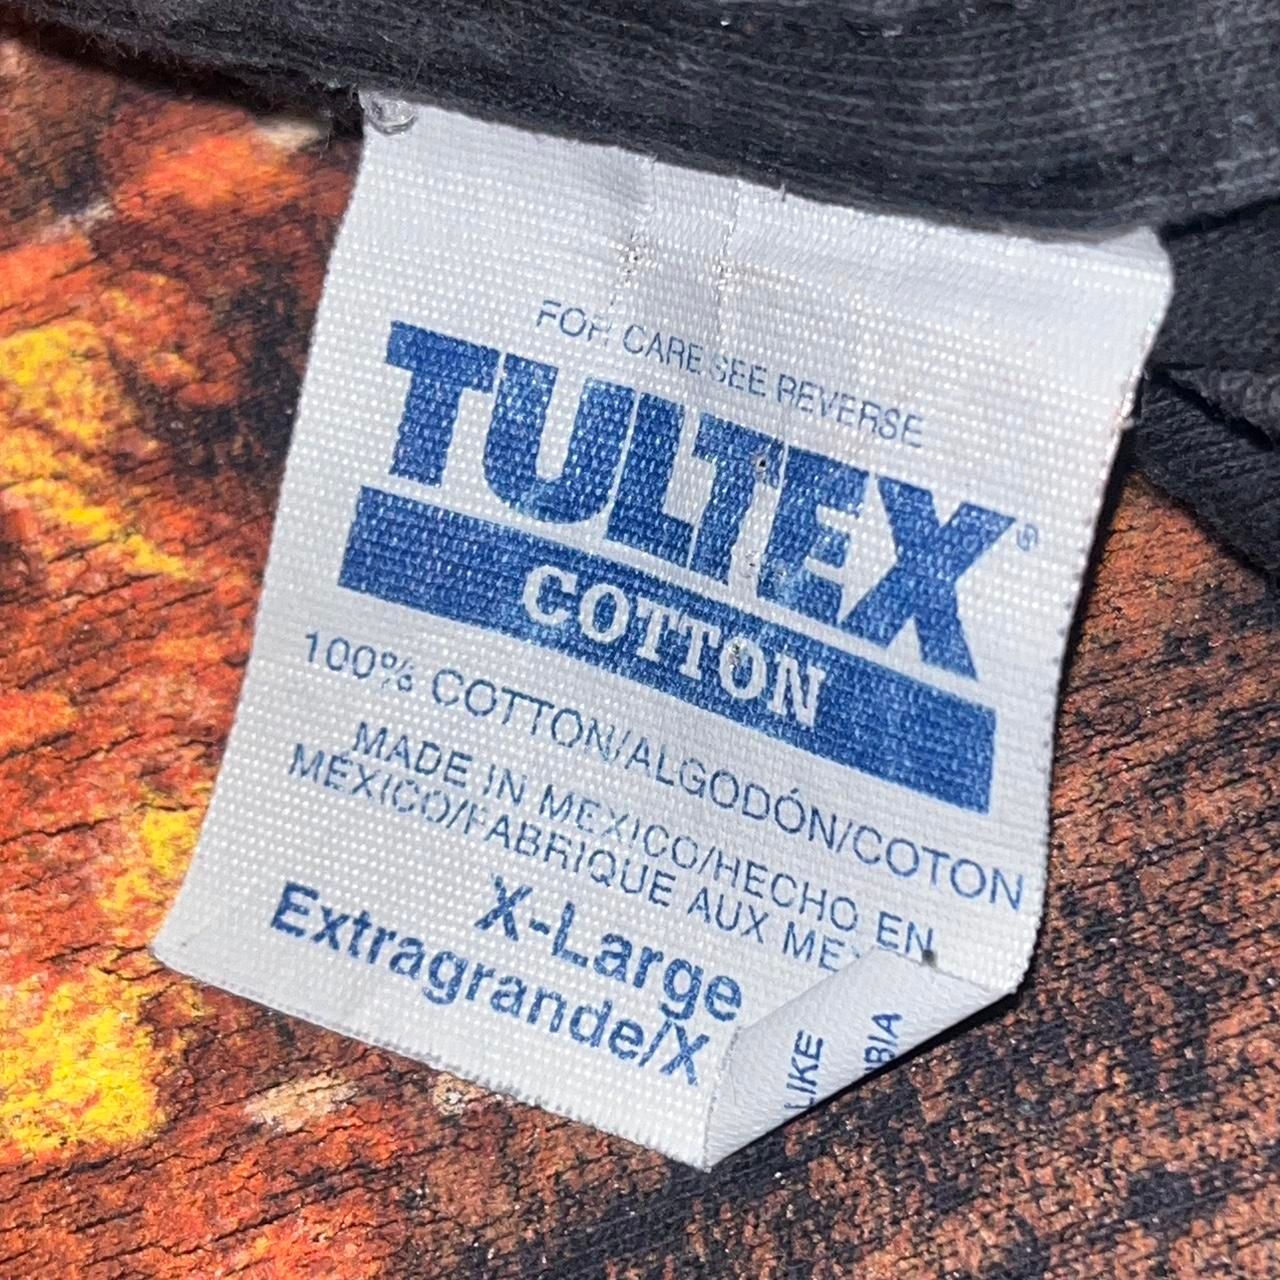 FOR CARE SEE REVERSE
TULTEX®
COTTON
100% COTTON/ALGODÓN/COTON
MADE IN MEXICO/HECHO EN
MÉXICO/FABRIQUE AUX MEX
X-Large
Extragrande/X
LIKE